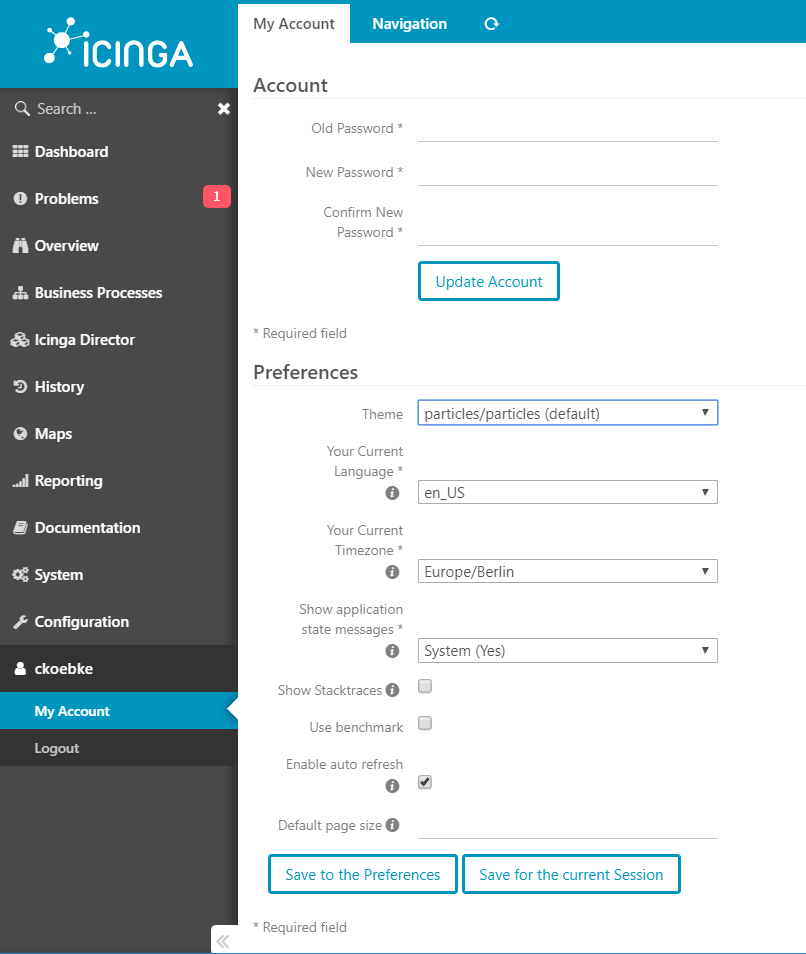 icinga
Search ...
Dashboard
Problems 1
Overview
Business Processes
Icinga Director
History
Maps
Reporting
Documentation
System
Configuration
ckoebke
My Account
Logout
My Account Navigation
Account
Old Password *
New Password *
Confirm New
Password *
Update Account
* Required field
Preferences
Theme particles/particles (default)
Your Current
Language *
en_US
Your Current
Timezone *
Europe/Berlin
Show application
state messages *
System (Yes)
Show Stacktraces
Use benchmark
Enable auto refresh
Default page size
Save to the Preferences Save for the current Session
* Required field